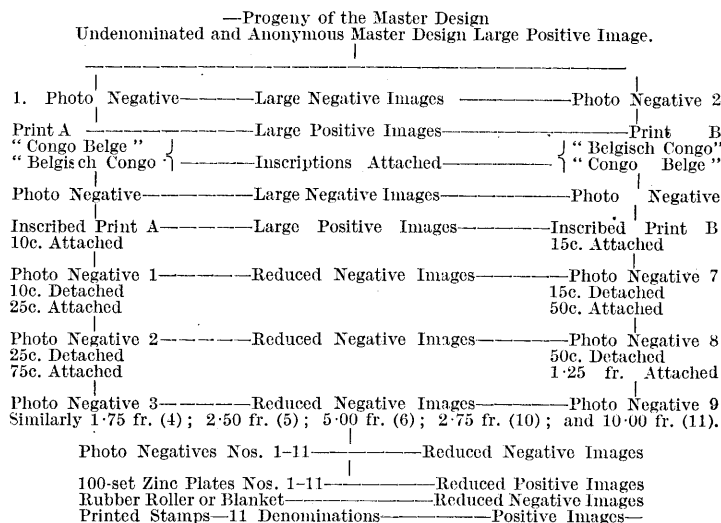 —Progeny of the Master Design
Undenominated and Anonymous Master Design Large Positive Image.
1. Photo Negative———Large Negative Images ————Photo Negative 2
Print A ————————Large Positive Images—————————Print B
“ Congo Belge ” } { “ Belgisch Congo”
“ Belgisch Congo ” } ———Inscriptions Attached———— { “ Congo Belge ”
Photo Negative————Large Negative Images————Photo Negative
Inscribed Print A————Large Positive Images————Inscribed Print B
10c. Attached 15c. Attached
Photo Negative 1————Reduced Negative Images————Photo Negative 7
10c. Detached 15c. Detached
25c. Attached 50c. Attached
Photo Negative 2————Reduced Negative Images————Photo Negative 8
25c. Detached 50c. Detached
75c. Attached 1·25 fr. Attached
Photo Negative 3————Reduced Negative Images————Photo Negative 9
Similarly 1·75 fr. (4) ; 2·50 fr. (5) ; 5·00 fr. (6) ; 2·75 fr. (10) ; and 10·00 fr. (11).
Photo Negatives Nos. 1-11————Reduced Negative Images
100-set Zinc Plates Nos. 1-11————Reduced Positive Images
Rubber Roller or Blanket————————Reduced Negative Images
Printed Stamps—11 Denominations————————Positive Images—